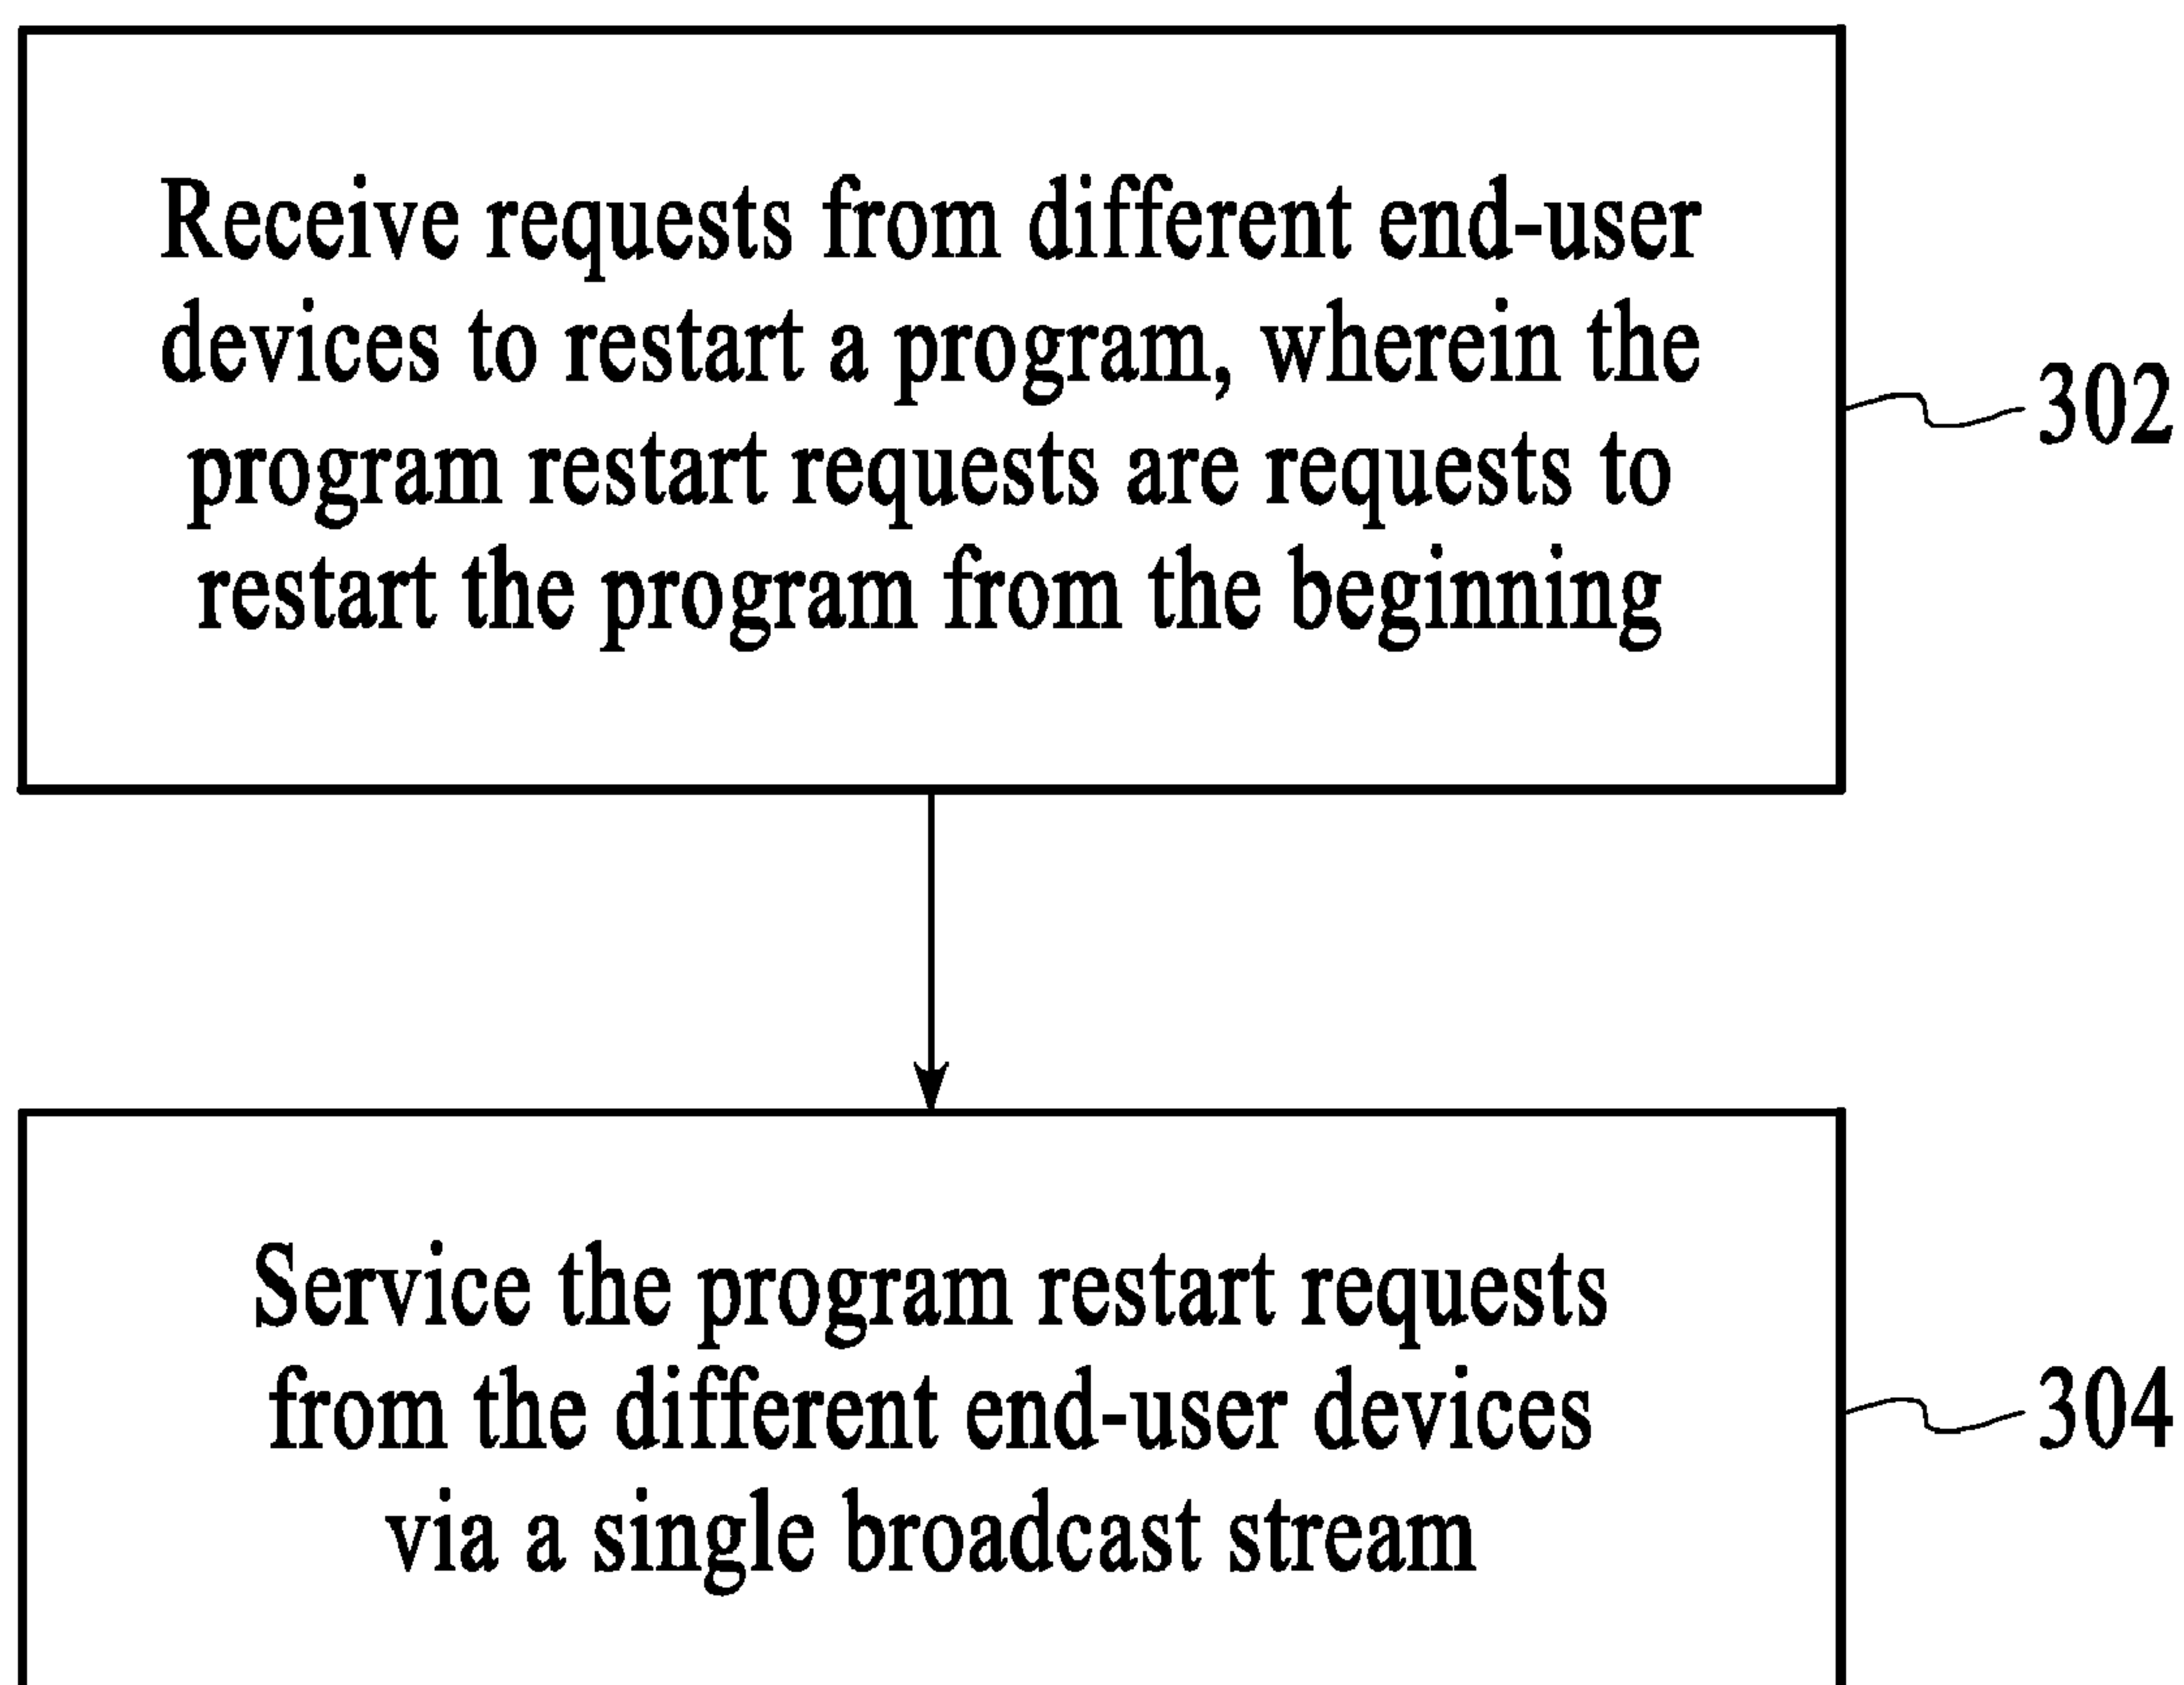 Receive requests from different end-user
devices to restart a program, wherein the
program restart requests are requests to
restart the program from the beginning
302
Service the program restart requests
from the different end-user devices
via a single broadcast stream
304